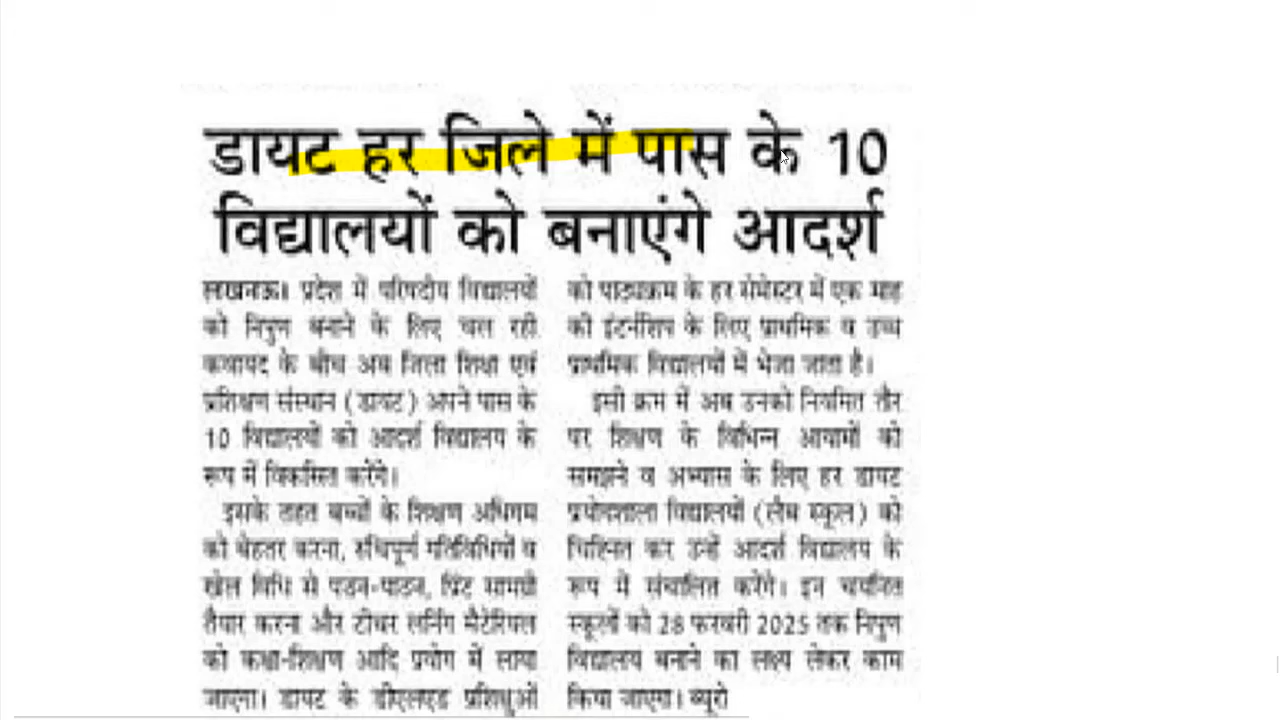 डायट हर जिले में पास के 10
विद्यालयों को बनाएंगे आदर्श
लखनऊ। प्रदेश में परिषदीय विद्यालयों
को निपुण बनाने के लिए चल रही
कवायद के बीच अब जिला शिक्षा एवं
प्रशिक्षण संस्थान (डायट) अपने पास के
10 विद्यालयों को आदर्श विद्यालय के
रूप में विकसित करेंगे।
इसके तहत बच्चों के शिक्षण अधिगम
को बेहतर करना, रुचिपूर्ण गतिविधियों व
खेल विधि से पठन-पाठन, प्रिंट सामग्री
तैयार करना और टीचर लर्निंग मैटेरियल
को कक्षा-शिक्षण आदि प्रयोग में लाया
जाएगा। डायट के डीएलएड प्रशिक्षुओं
को पाठ्यक्रम के हर सेमेस्टर में एक माह
की इंटर्नशिप के लिए प्राथमिक व उच्च
प्राथमिक विद्यालयों में भेजा जाता है।
इसी क्रम में अब उनको नियमित तौर
पर शिक्षण के विभिन्न आयामों को
समझने व अभ्यास के लिए हर डायट
प्रयोगशाला विद्यालयों (लैब स्कूल) को
चिह्नित कर उन्हें आदर्श विद्यालय के
रूप में संचालित करेंगे। इन चयनित
स्कूलों को 28 फरवरी 2025 तक निपुण
विद्यालय बनाने का लक्ष्य लेकर काम
किया जाएगा। ब्यूरो